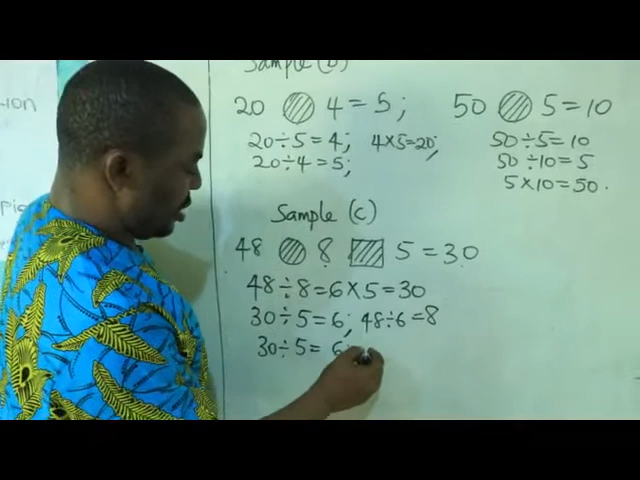 Sample (b)
20 4 = 5 ; 50 5 = 10
20÷5 = 4; 4×5=20; 50÷5= 10
20÷4 = 5; 50÷10= 5
5×10=50.
Sample (c)
48 8 5 = 30
48÷8=6×5=30
30÷5=6; 48÷6=8
30÷5= 6